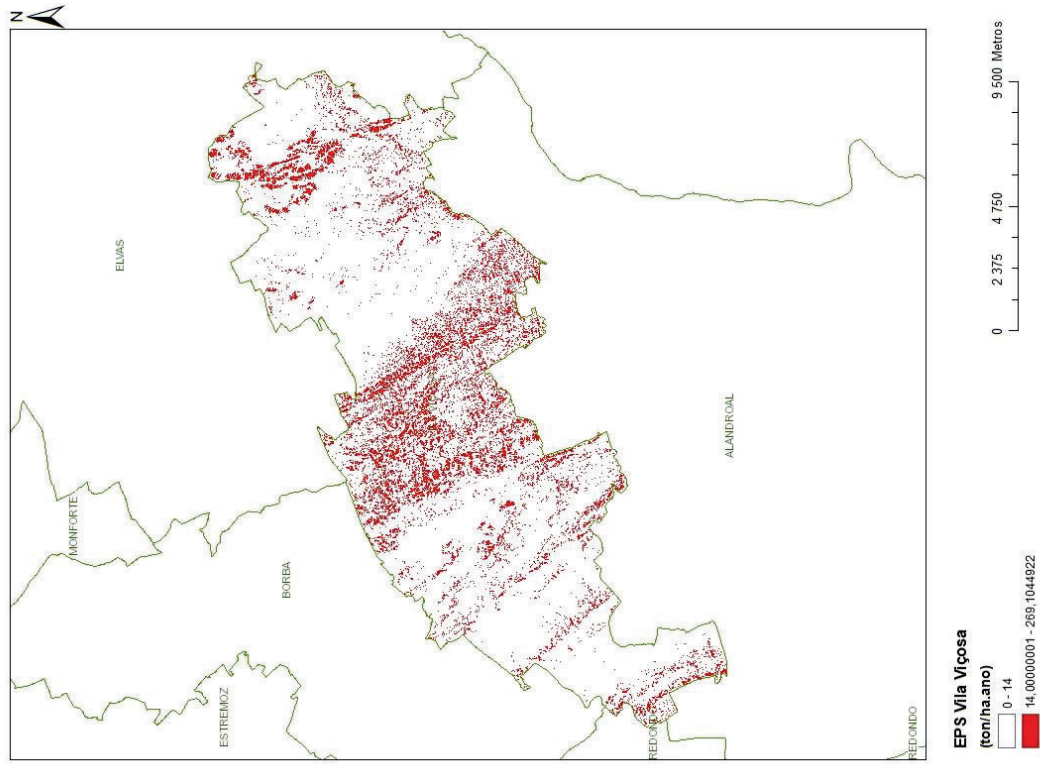 N
ELVAS
MONFORTE
BORBA
ESTREMOZ
ALANDROAL
REDONDO
REDONDO
0 2 375 4 750 9 500 Metros
EPS Vila Viçosa
(ton/ha.ano)
0 - 14
14,00000001 - 269,1044922